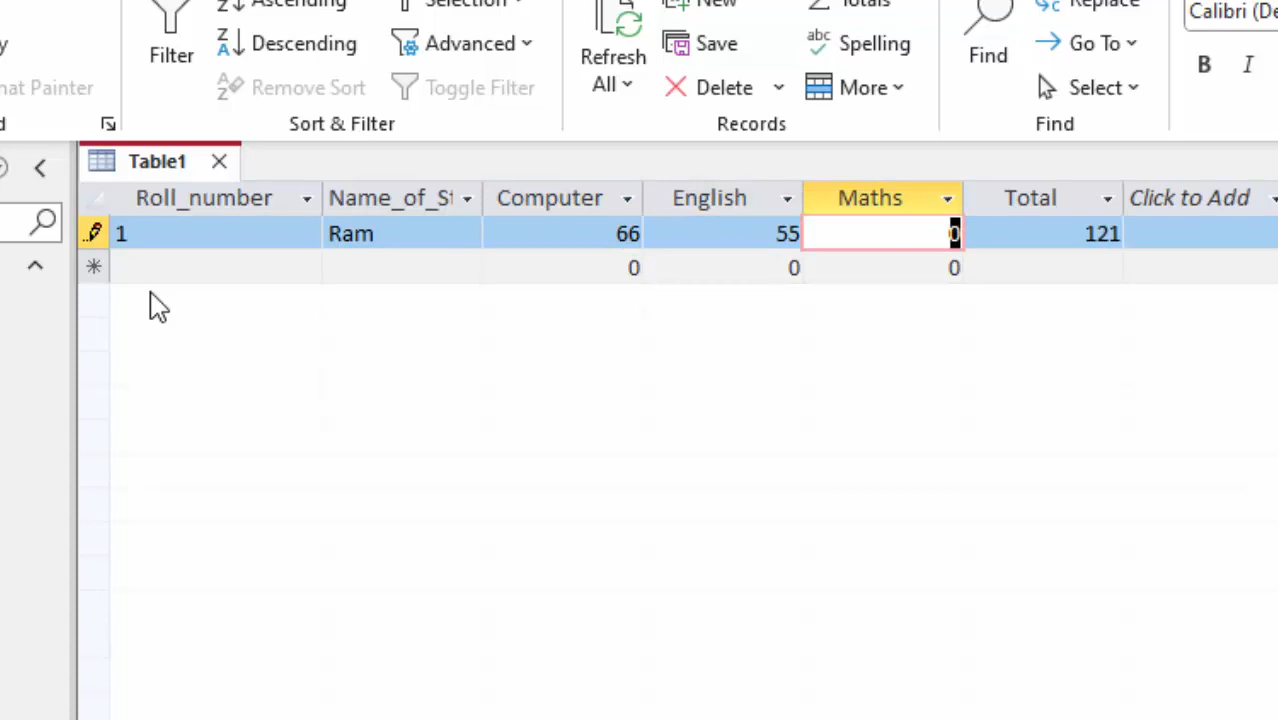 Ascending Selection New Totals Replace Calibri (De
Filter Descending Advanced Refresh All Save Spelling Find Go To B I
nat Painter Remove Sort Toggle Filter Delete More Select
Sort & Filter Records Find
Table1
Roll_number Name_of_St Computer English Maths Total Click to Add
1 Ram 66 55 0 121
0 0 0